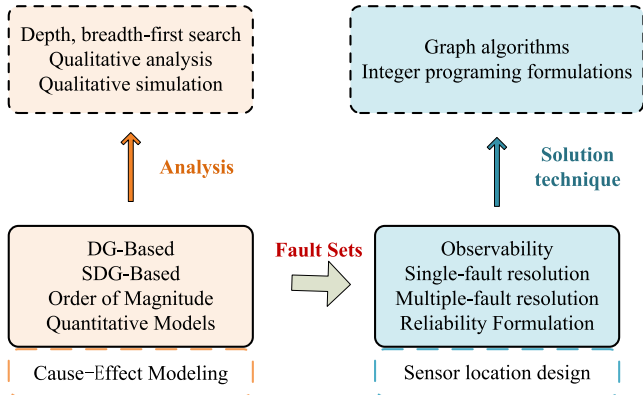 Depth, breadth-first search
Qualitative analysis
Qualitative simulation
Graph algorithms
Integer programing formulations
Analysis
Solution
technique
DG-Based
SDG-Based
Order of Magnitude
Quantitative Models
Fault Sets
Observability
Single-fault resolution
Multiple-fault resolution
Reliability Formulation
Cause-Effect Modeling
Sensor location design